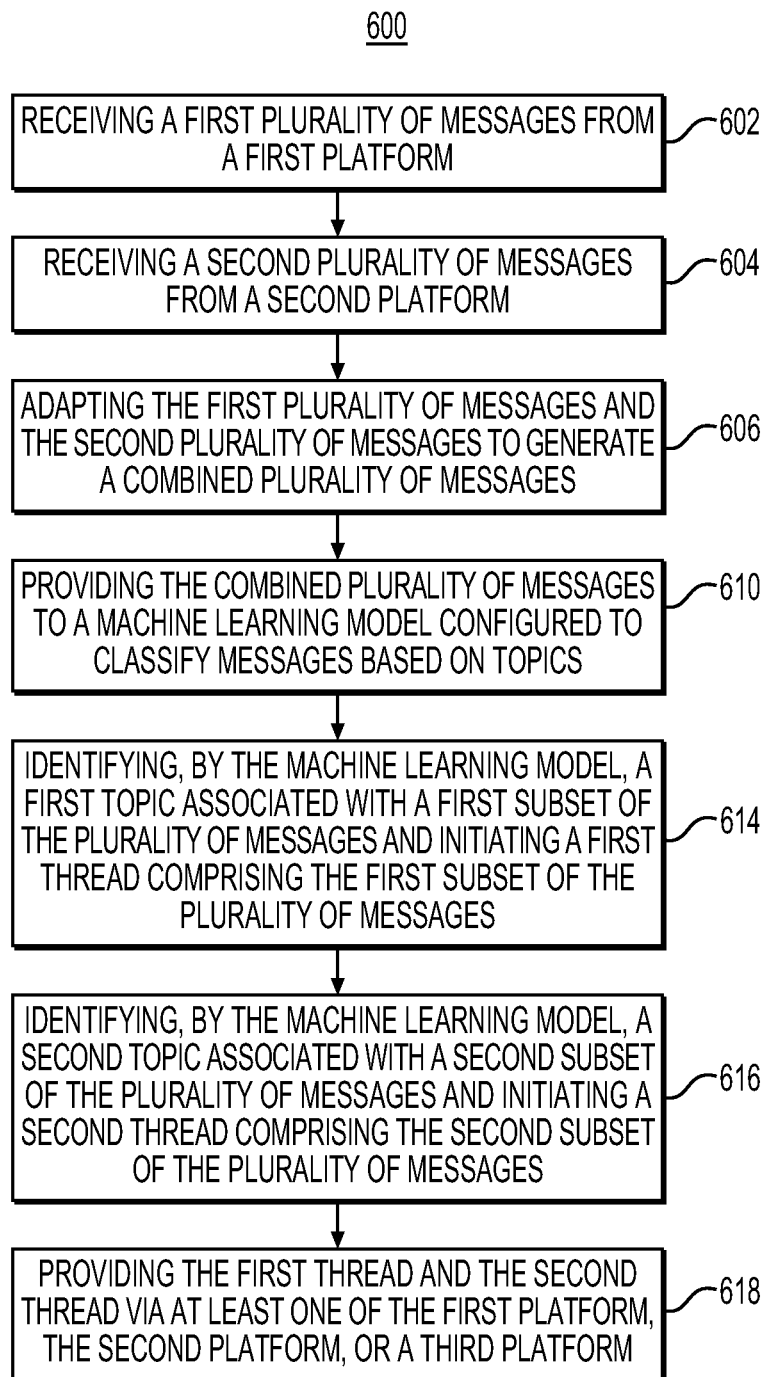 600
RECEIVING A FIRST PLURALITY OF MESSAGES FROM
A FIRST PLATFORM
602
RECEIVING A SECOND PLURALITY OF MESSAGES
FROM A SECOND PLATFORM
604
ADAPTING THE FIRST PLURALITY OF MESSAGES AND
THE SECOND PLURALITY OF MESSAGES TO GENERATE
A COMBINED PLURALITY OF MESSAGES
606
PROVIDING THE COMBINED PLURALITY OF MESSAGES
TO A MACHINE LEARNING MODEL CONFIGURED TO
CLASSIFY MESSAGES BASED ON TOPICS
610
IDENTIFYING, BY THE MACHINE LEARNING MODEL, A
FIRST TOPIC ASSOCIATED WITH A FIRST SUBSET OF
THE PLURALITY OF MESSAGES AND INITIATING A FIRST
THREAD COMPRISING THE FIRST SUBSET OF THE
PLURALITY OF MESSAGES
614
IDENTIFYING, BY THE MACHINE LEARNING MODEL, A
SECOND TOPIC ASSOCIATED WITH A SECOND SUBSET
OF THE PLURALITY OF MESSAGES AND INITIATING A
SECOND THREAD COMPRISING THE SECOND SUBSET
OF THE PLURALITY OF MESSAGES
616
PROVIDING THE FIRST THREAD AND THE SECOND
THREAD VIA AT LEAST ONE OF THE FIRST PLATFORM,
THE SECOND PLATFORM, OR A THIRD PLATFORM
618